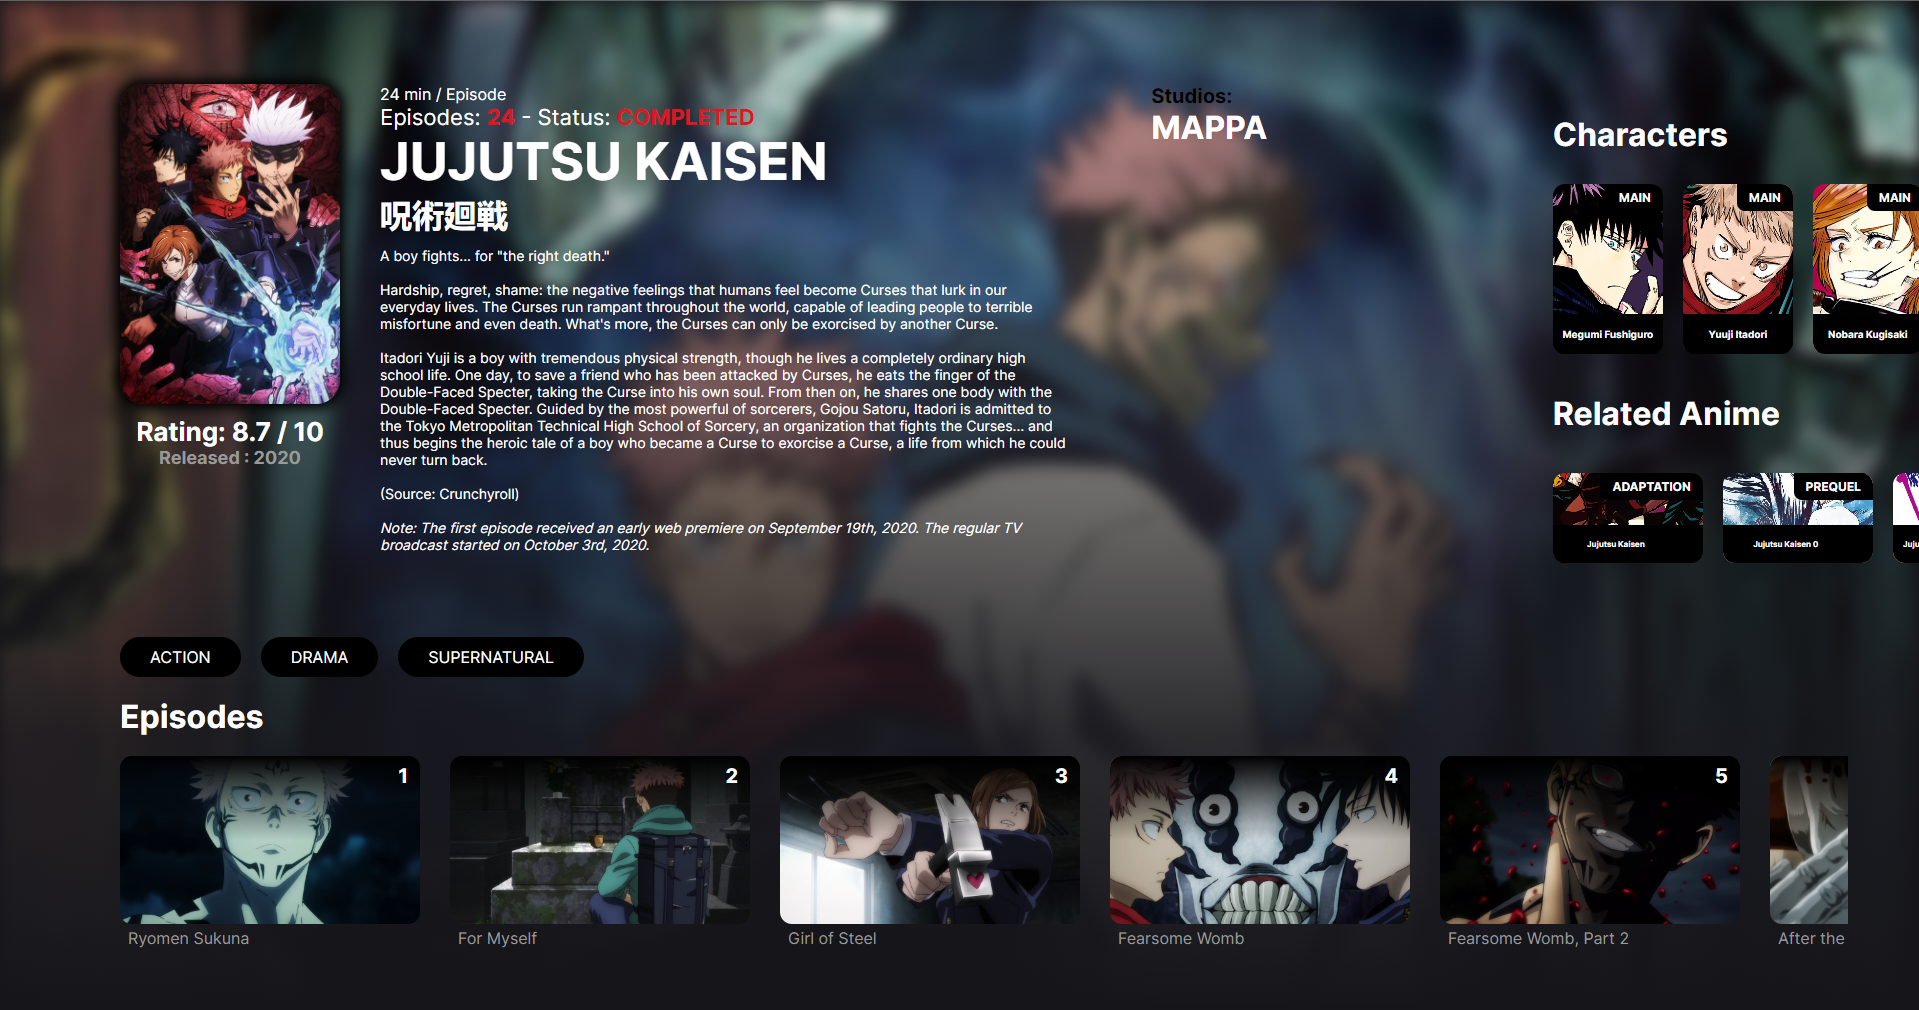 24 min / Episode
Episodes: 24 - Status: COMPLETED
JUJUTSU KAISEN
呪術廻戦
A boy fights... for "the right death."
Hardship, regret, shame: the negative feelings that humans feel become Curses that lurk in our
everyday lives. The Curses run rampant throughout the world, capable of leading people to terrible
misfortune and even death. What's more, the Curses can only be exorcised by another Curse.
Itadori Yuji is a boy with tremendous physical strength, though he lives a completely ordinary high
school life. One day, to save a friend who has been attacked by Curses, he eats the finger of the
Double-Faced Specter, taking the Curse into his own soul. From then on, he shares one body with the
Double-Faced Specter. Guided by the most powerful of sorcerers, Gojou Satoru, Itadori is admitted to
the Tokyo Metropolitan Technical High School of Sorcery, an organization that fights the Curses... and
thus begins the heroic tale of a boy who became a Curse to exorcise a Curse, a life from which he could
never turn back.
(Source: Crunchyroll)
Note: The first episode received an early web premiere on September 19th, 2020. The regular TV
broadcast started on October 3rd, 2020.
Rating: 8.7 / 10
Released : 2020
Studios:
MAPPA
Characters
MAIN
Megumi Fushiguro
MAIN
Yuuji Itadori
MAIN
Nobara Kugisaki
Related Anime
ADAPTATION
Jujutsu Kaisen
PREQUEL
Jujutsu Kaisen 0
Juju
ACTION
DRAMA
SUPERNATURAL
Episodes
1
Ryomen Sukuna
2
For Myself
3
Girl of Steel
4
Fearsome Womb
5
Fearsome Womb, Part 2
After the